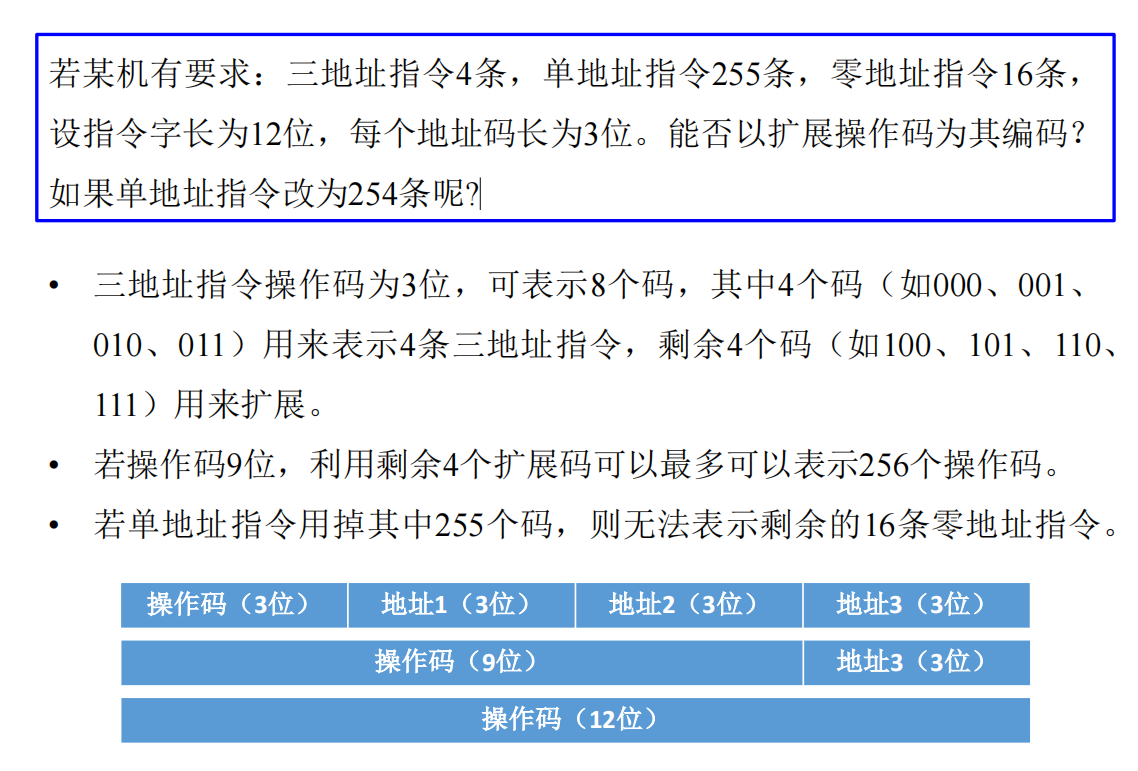 若某机有要求：三地址指令4条，单地址指令255条，零地址指令16条，
设指令字长为12位，每个地址码长为3位。能否以扩展操作码为其编码？
如果单地址指令改为254条呢?
• 三地址指令操作码为3位，可表示8个码，其中4个码（如000、001、
010、011）用来表示4条三地址指令，剩余4个码（如100、101、110、
111）用来扩展。
• 若操作码9位，利用剩余4个扩展码可以最多可以表示256个操作码。
• 若单地址指令用掉其中255个码，则无法表示剩余的16条零地址指令。
操作码（3位） 地址1（3位） 地址2（3位） 地址3（3位）
操作码（9位） 地址3（3位）
操作码（12位）